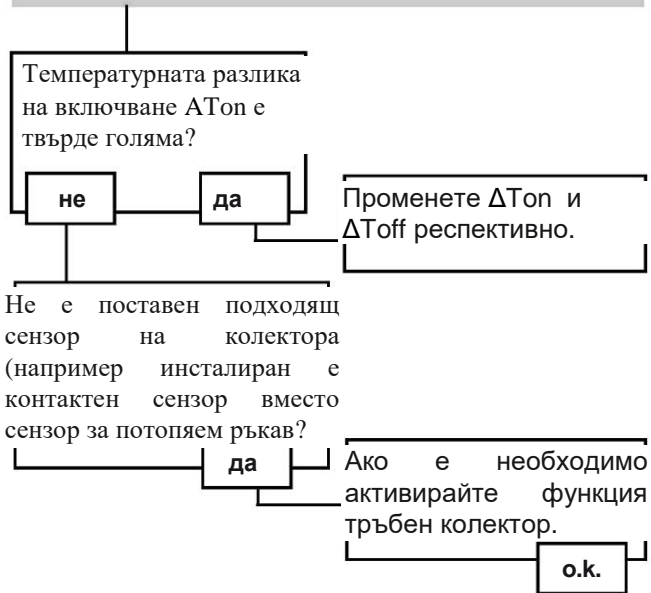 Температурната разлика
на включване ATon е
твърде голяма?
не
да
Променете ΔTon и
ΔToff респективно.
Не е поставен подходящ
сензор на колектора
(например инсталиран е
контактен сензор вместо
сензор за потопяем ръкав?
да
Ако е необходимо
активирайте функция
тръбен колектор.
o.k.